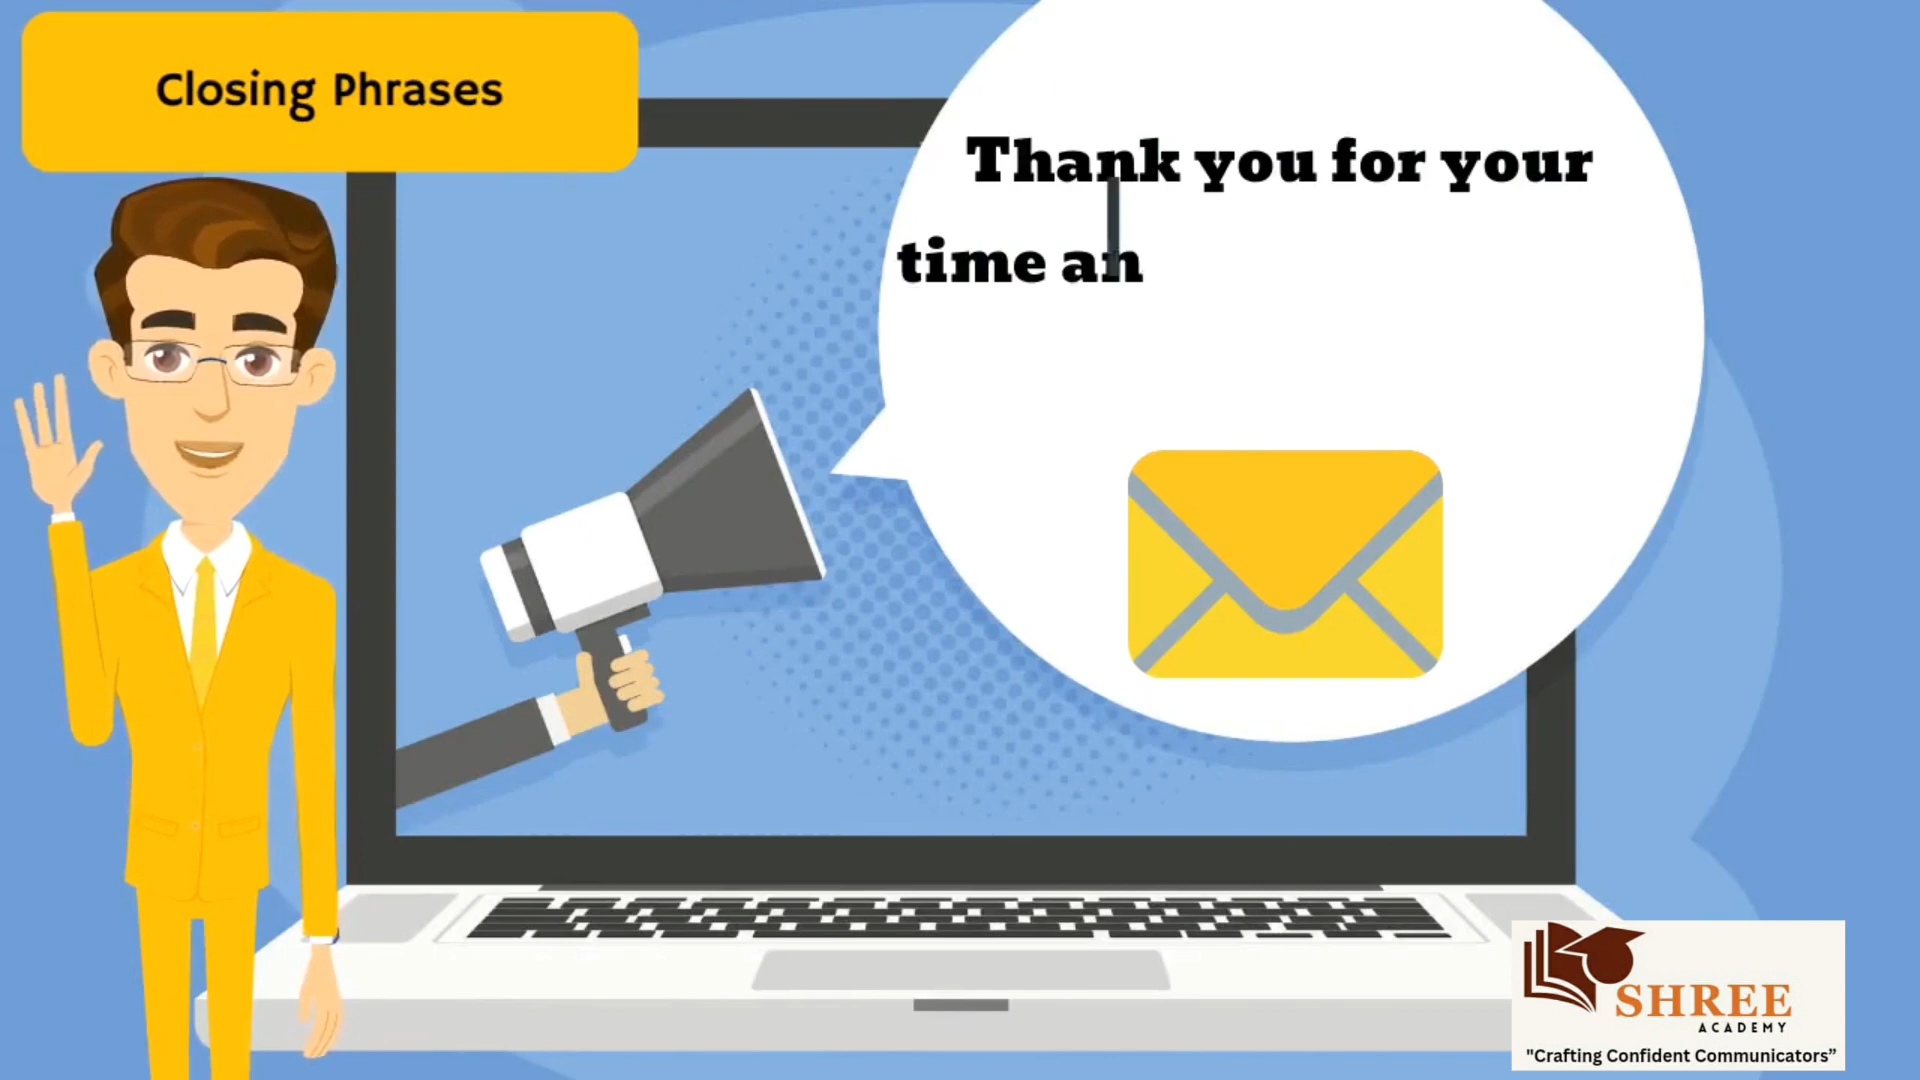 Closing Phrases
Thank you for your
time an
SHREE
ACADEMY
"Crafting Confident Communicators”